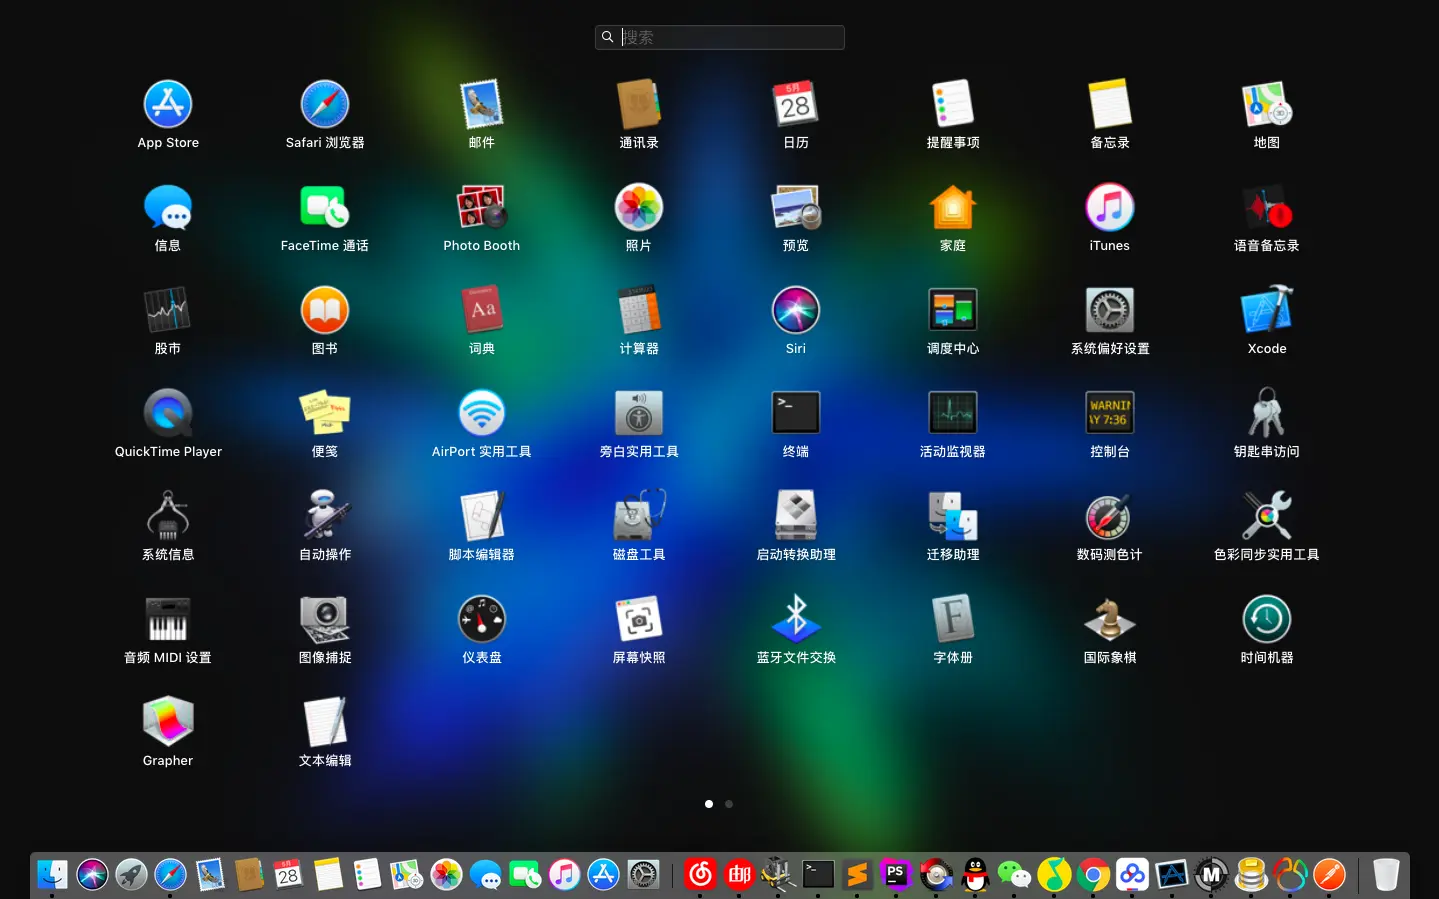 搜索
App Store
Safari 浏览器
邮件
通讯录
5月
28
日历
提醒事项
备忘录
3D
地图
信息
FaceTime 通话
Photo Booth
照片
预览
家庭
iTunes
语音备忘录
股市
图书
Aa
词典
计算器
Siri
调度中心
系统偏好设置
Xcode
QuickTime Player
便笺
AirPort 实用工具
旁白实用工具
>_
终端
活动监视器
WARNIN
AY 7:36
控制台
钥匙串访问
系统信息
自动操作
脚本编辑器
磁盘工具
启动转换助理
迁移助理
数码测色计
色彩同步实用工具
音频 MIDI 设置
图像捕捉
仪表盘
屏幕快照
蓝牙文件交换
F
字体册
国际象棋
时间机器
Grapher
文本编辑
5月
28
邮
>_
PS
M